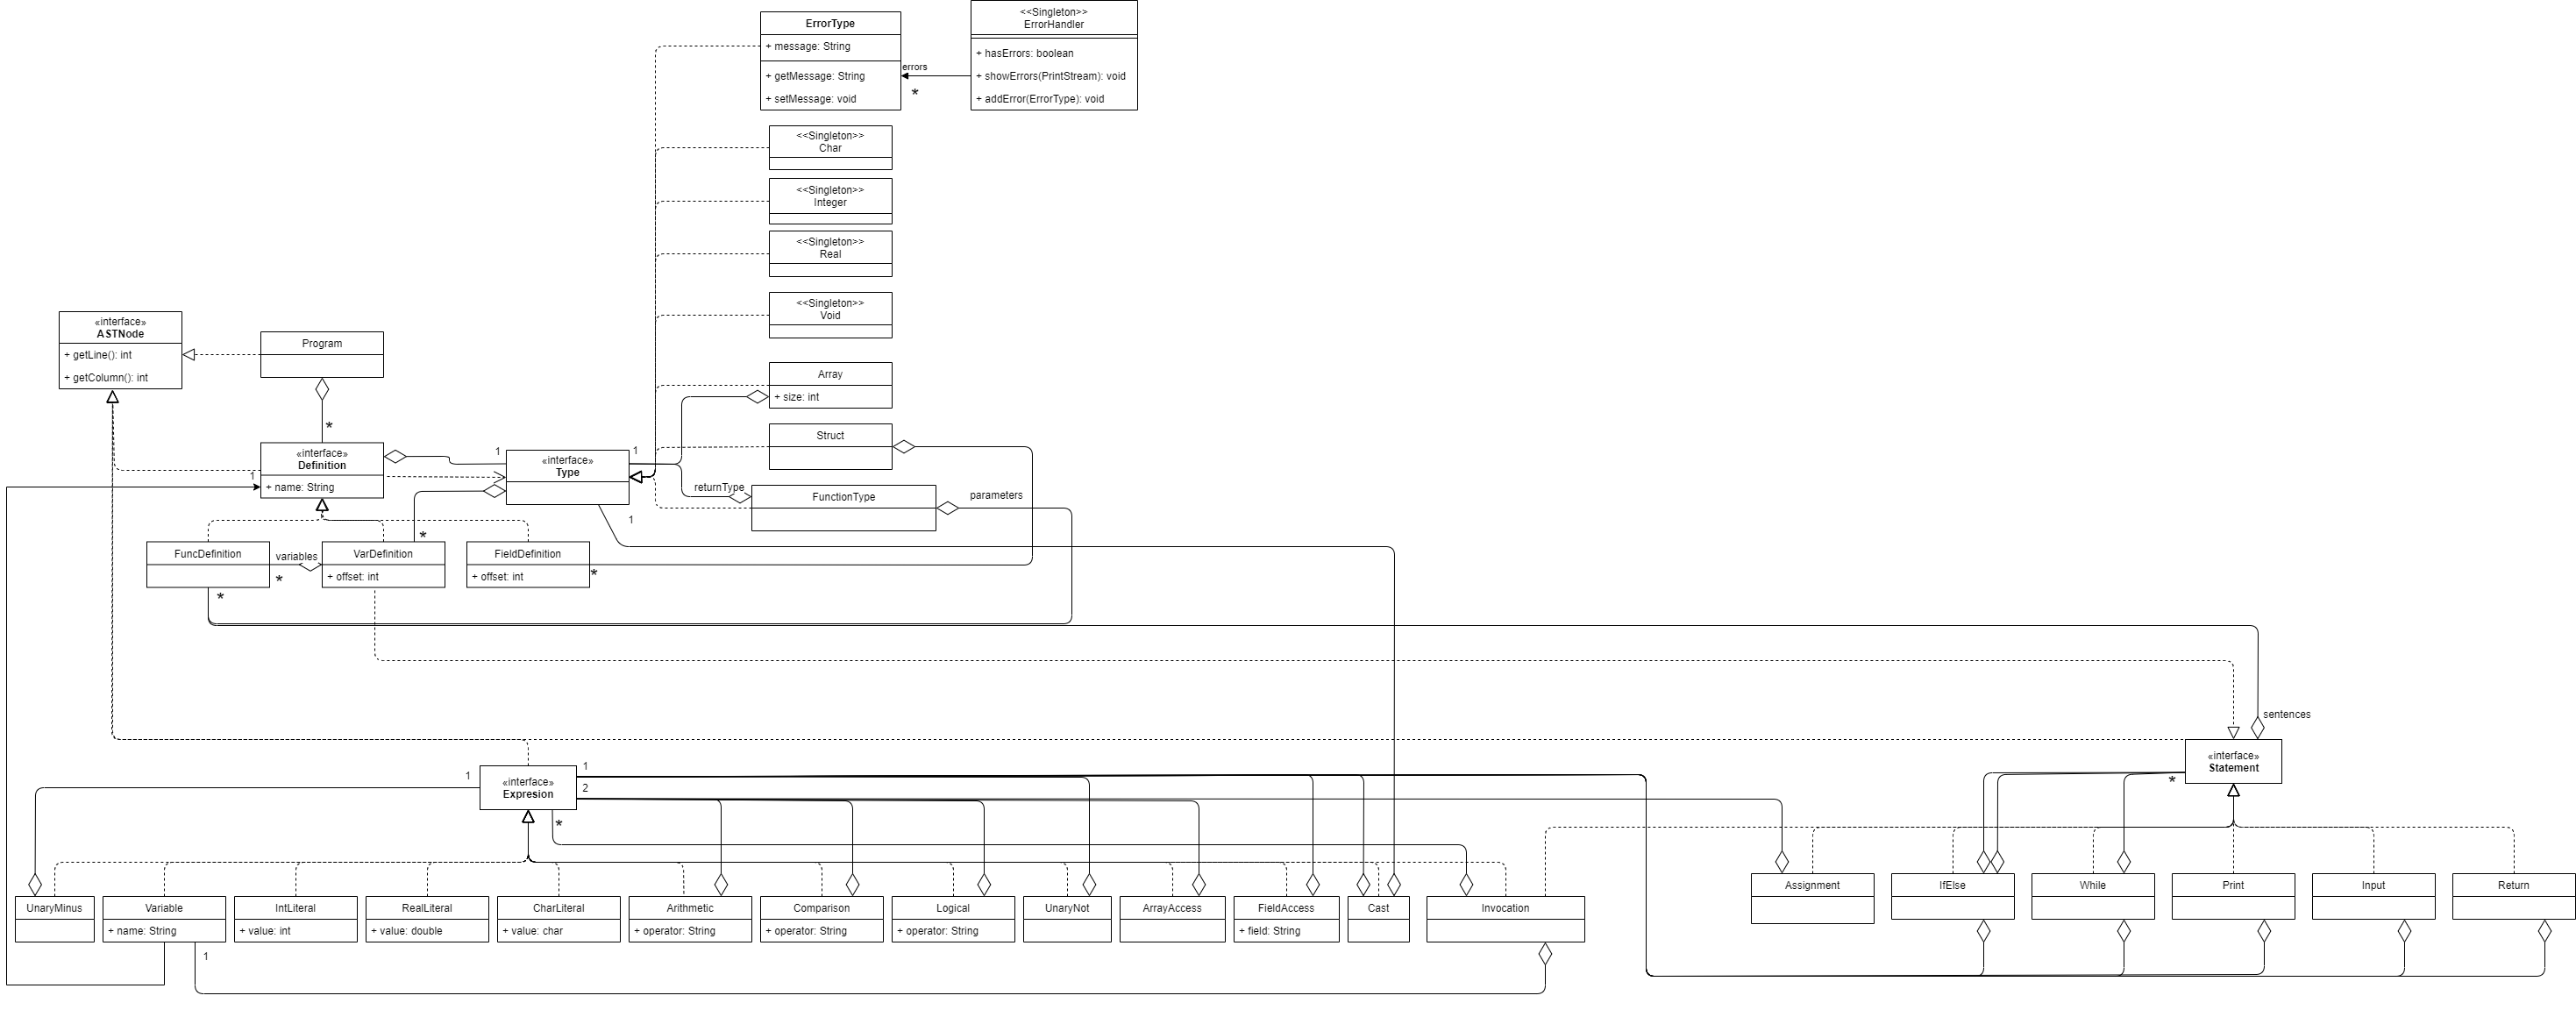 ErrorType
+ message: String
+ getMessage: String
+ setMessage: void
errors
*
<<Singleton>>
ErrorHandler
+ hasErrors: boolean
+ showErrors(PrintStream): void
+ addError(ErrorType): void
<<Singleton>>
Char
<<Singleton>>
Integer
<<Singleton>>
Real
<<Singleton>>
Void
«interface»
ASTNode
+ getLine(): int
+ getColumn(): int
Program
*
Array
+ size: int
Struct
«interface»
Definition
+ name: String
1
1
«interface»
Type
1
returnType
FunctionType
parameters
1
*
FuncDefinition
variables
*
VarDefinition
+ offset: int
FieldDefinition
+ offset: int
*
*
sentences
«interface»
Statement
*
1
«interface»
Expresion
1
2
*
UnaryMinus
Variable
+ name: String
IntLiteral
+ value: int
RealLiteral
+ value: double
CharLiteral
+ value: char
Arithmetic
+ operator: String
Comparison
+ operator: String
Logical
+ operator: String
UnaryNot
ArrayAccess
FieldAccess
+ field: String
Cast
Invocation
Assignment
IfElse
While
Print
Input
Return
1